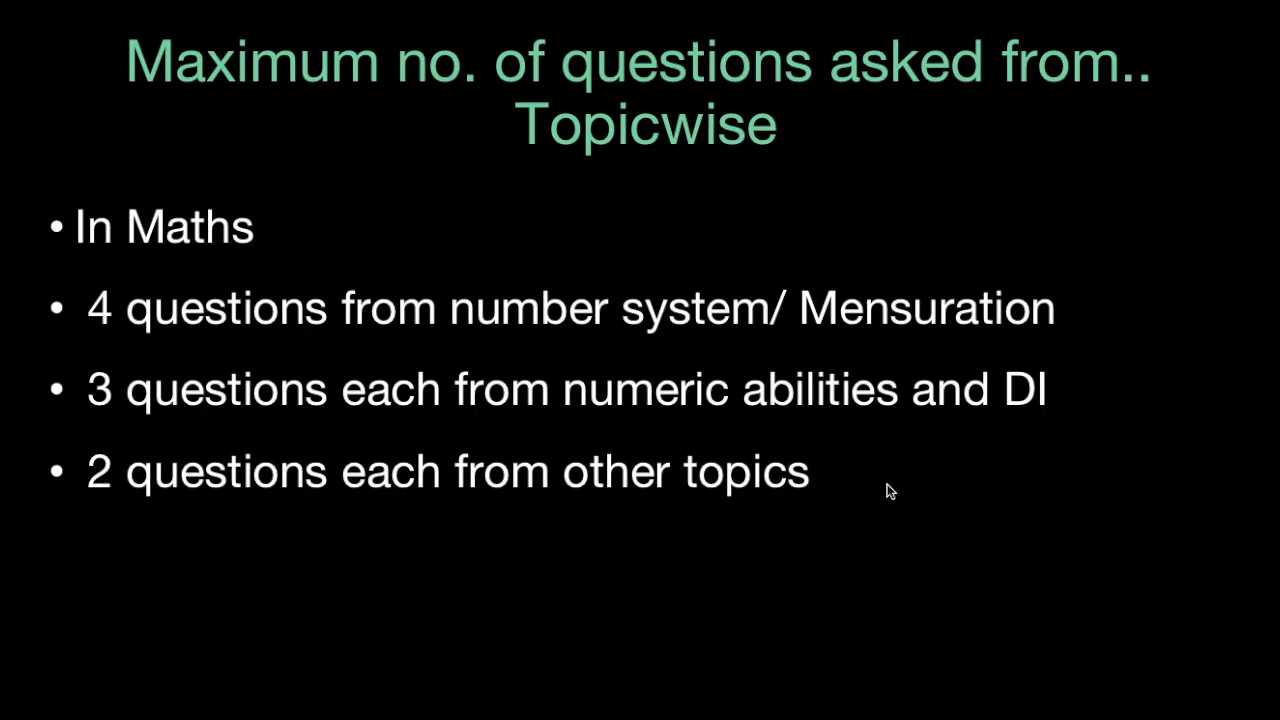 Maximum no. of questions asked from..
Topicwise
• In Maths
• 4 questions from number system/ Mensuration
• 3 questions each from numeric abilities and DI
• 2 questions each from other topics